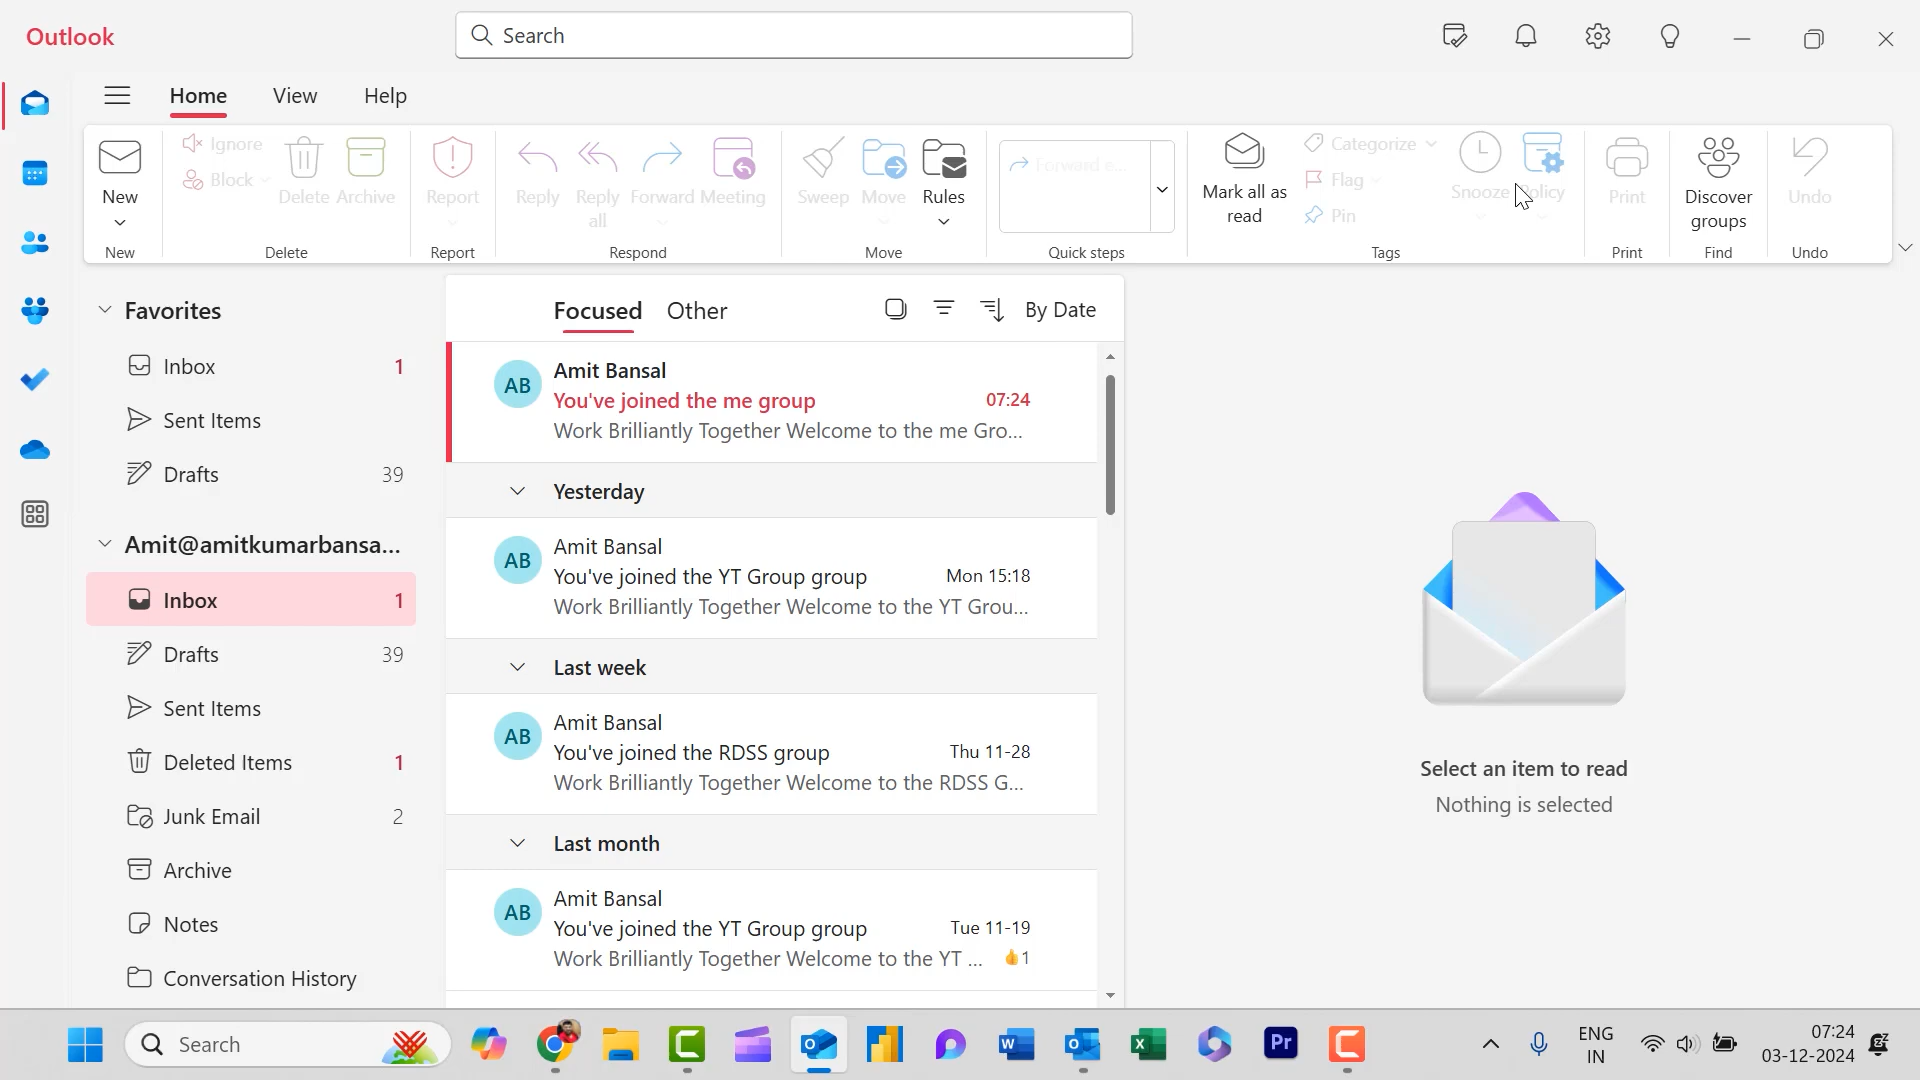 Outlook
Search
Home View Help
New
New
Ignore
Block
Delete
Archive
Delete
Report
Report
Reply
Reply
all
Forward
Meeting
Respond
Sweep
Move
Rules
Move
Forward e...
Quick steps
Mark all as
read
Categorize
Flag
Pin
Snooze
Policy
Tags
Print
Print
Discover
groups
Find
Undo
Undo
Favorites
Inbox 1
Sent Items
Drafts 39
Amit@amitkumarbansa...
Inbox 1
Drafts 39
Sent Items
Deleted Items 1
Junk Email 2
Archive
Notes
Conversation History
Focused Other By Date
AB
Amit Bansal
You've joined the me group 07:24
Work Brilliantly Together Welcome to the me Gro...
Yesterday
AB
Amit Bansal
You've joined the YT Group group Mon 15:18
Work Brilliantly Together Welcome to the YT Grou...
Last week
AB
Amit Bansal
You've joined the RDSS group Thu 11-28
Work Brilliantly Together Welcome to the RDSS G...
Last month
AB
Amit Bansal
You've joined the YT Group group Tue 11-19
Work Brilliantly Together Welcome to the YT ... 👍1
Select an item to read
Nothing is selected
Search
Pr
ENG
IN
07:24
03-12-2024